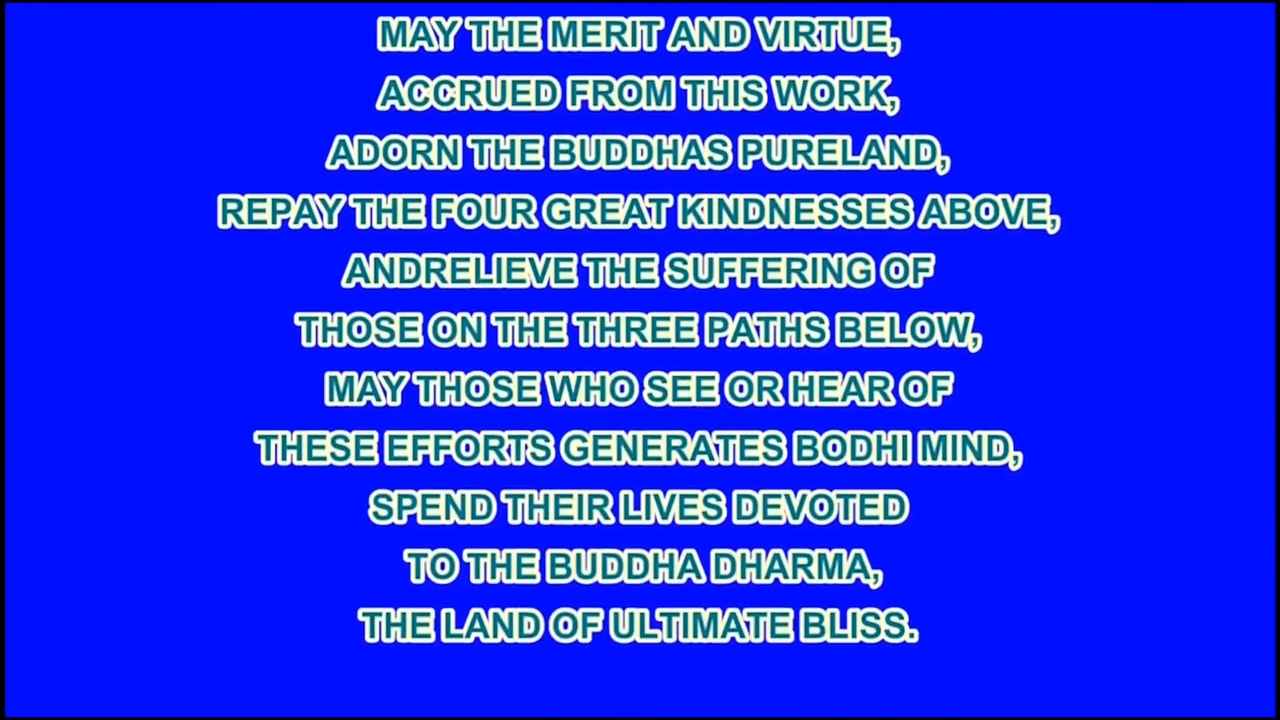 MAY THE MERIT AND VIRTUE,
ACCRUED FROM THIS WORK,
ADORN THE BUDDHAS PURELAND,
REPAY THE FOUR GREAT KINDNESSES ABOVE,
ANDRELIEVE THE SUFFERING OF
THOSE ON THE THREE PATHS BELOW,
MAY THOSE WHO SEE OR HEAR OF
THESE EFFORTS GENERATES BODHI MIND,
SPEND THEIR LIVES DEVOTED
TO THE BUDDHA DHARMA,
THE LAND OF ULTIMATE BLISS.